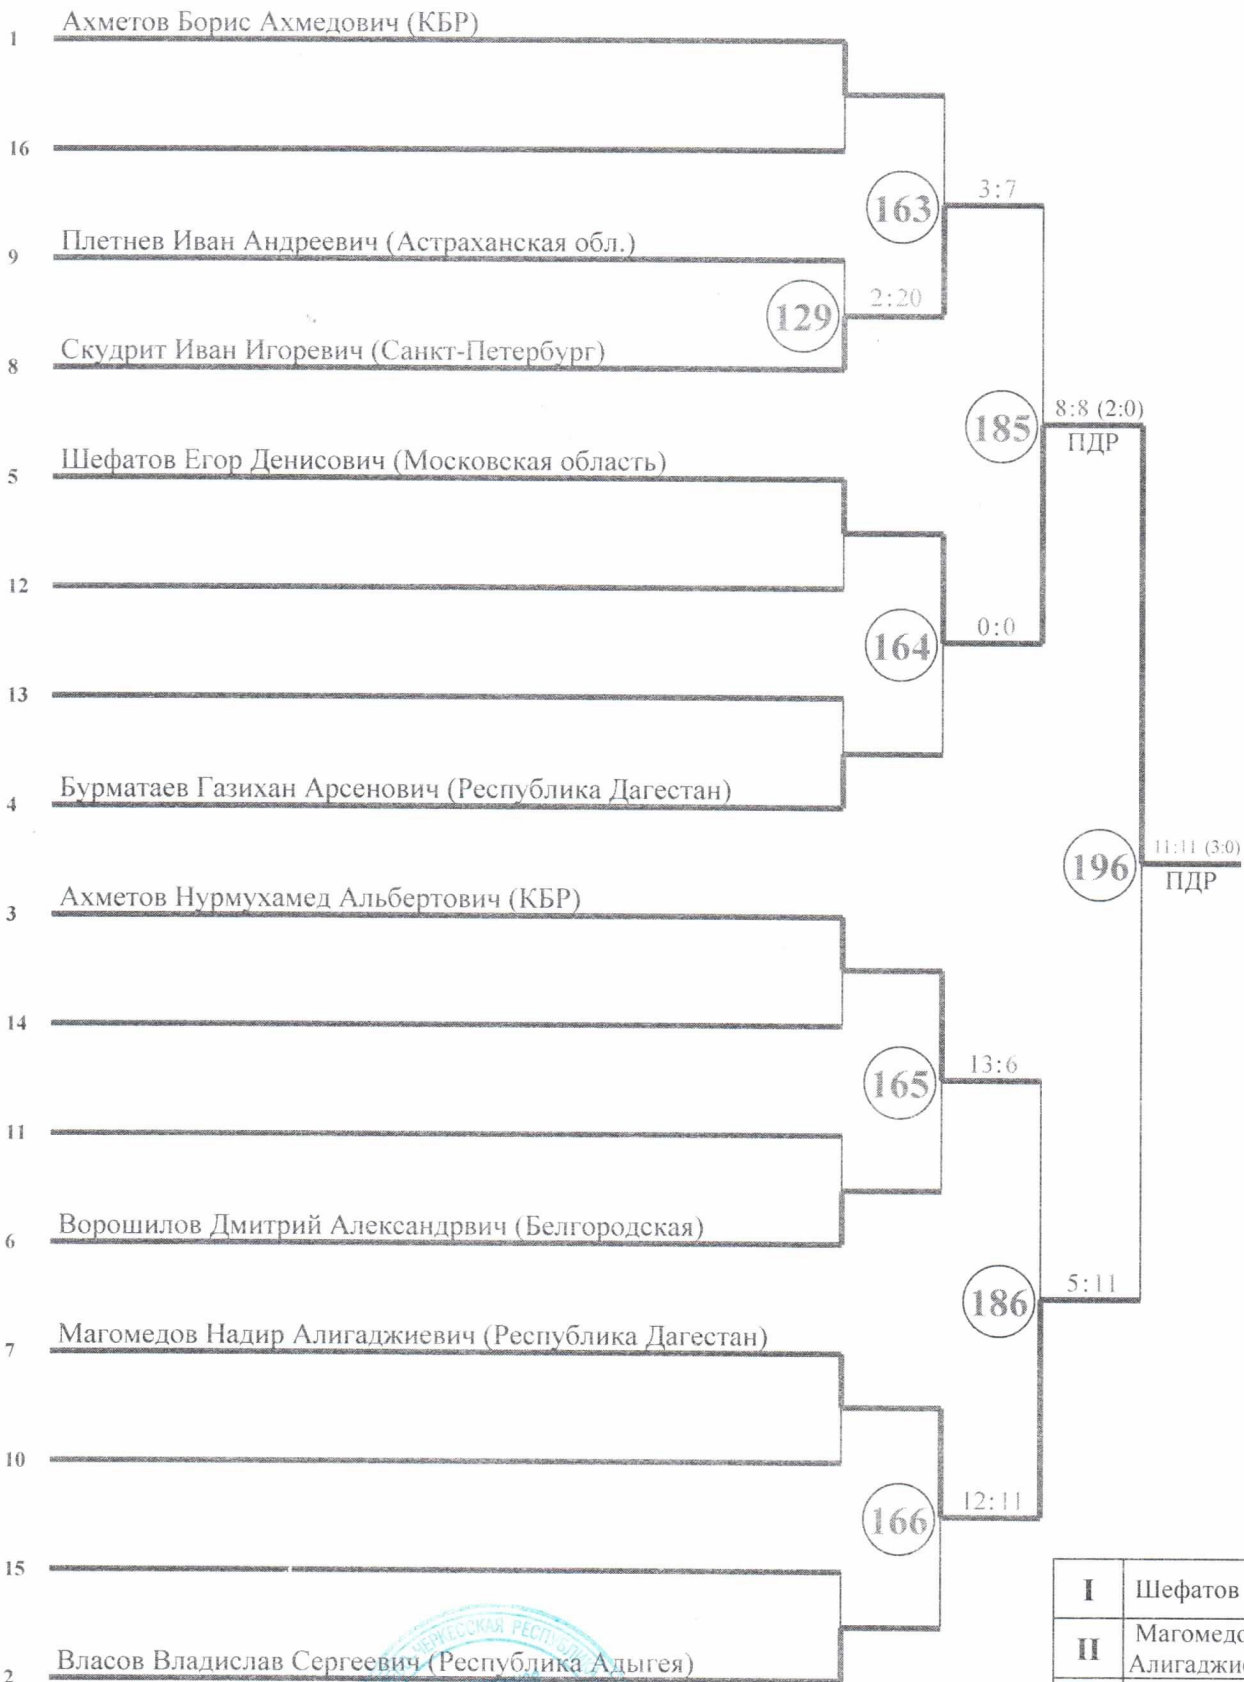 Ахметов Борис Ахмедович (КБР)
1
16
163
3:7
Плетнев Иван Андреевич (Астраханская обл.)
9
129
2:20
Скудрит Иван Игоревич (Санкт-Петербург)
8
185
8:8 (2:0)
ПДР
Шефатов Егор Денисович (Московская область)
5
12
164
0:0
13
Бурматаев Газихан Арсенович (Республика Дагестан)
4
196
11:11 (3:0)
ПДР
Ахметов Нурмухамед Альбертович (КБР)
3
14
165
13:6
11
Ворошилов Дмитрий Александрвич (Белгородская)
6
186
5:11
Магомедов Надир Алигаджиевич (Республика Дагестан)
7
10
166
12:11
15
I Шефатов
II
Алигаджи
ЧЕРКЕССКАЯ РЕСПУБЛИ
Власов Владислав Сергеевич (Республика Адыгея)
2